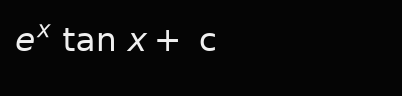 e^x tan x + c